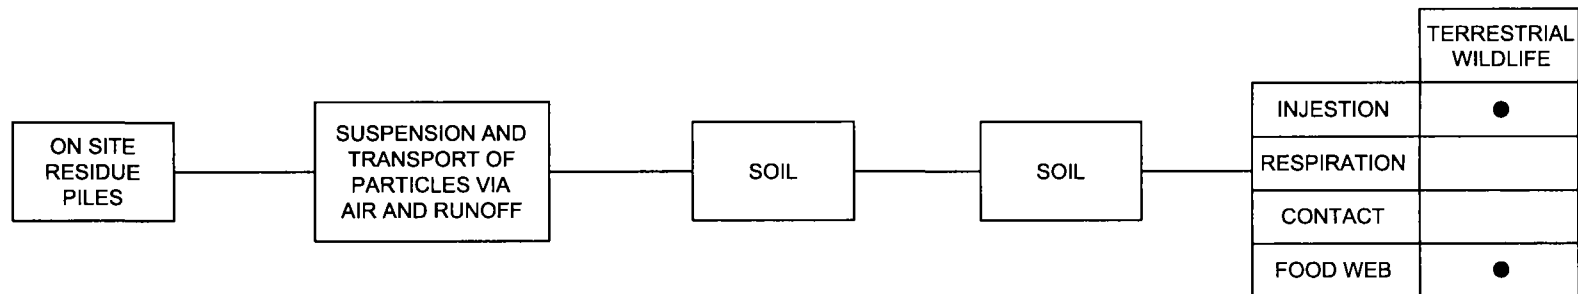 ON SITE
RESIDUE
PILES
SUSPENSION AND
TRANSPORT OF
PARTICLES VIA
AIR AND RUNOFF
SOIL
SOIL
TERRESTRIAL
WILDLIFE
INJESTION ●
RESPIRATION
CONTACT
FOOD WEB ●